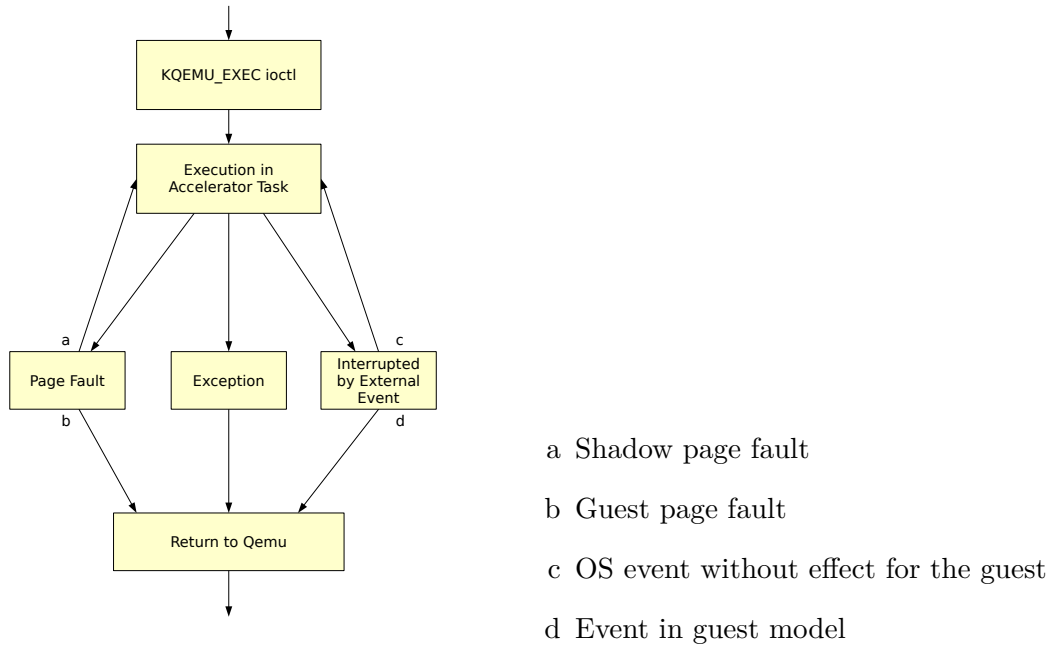 KQEMU_EXEC ioctl
Execution in
Accelerator Task
a
c
Page Fault
Exception
Interrupted
by External
Event
b
d
Return to Qemu
a Shadow page fault
b Guest page fault
c OS event without effect for the guest
d Event in guest model